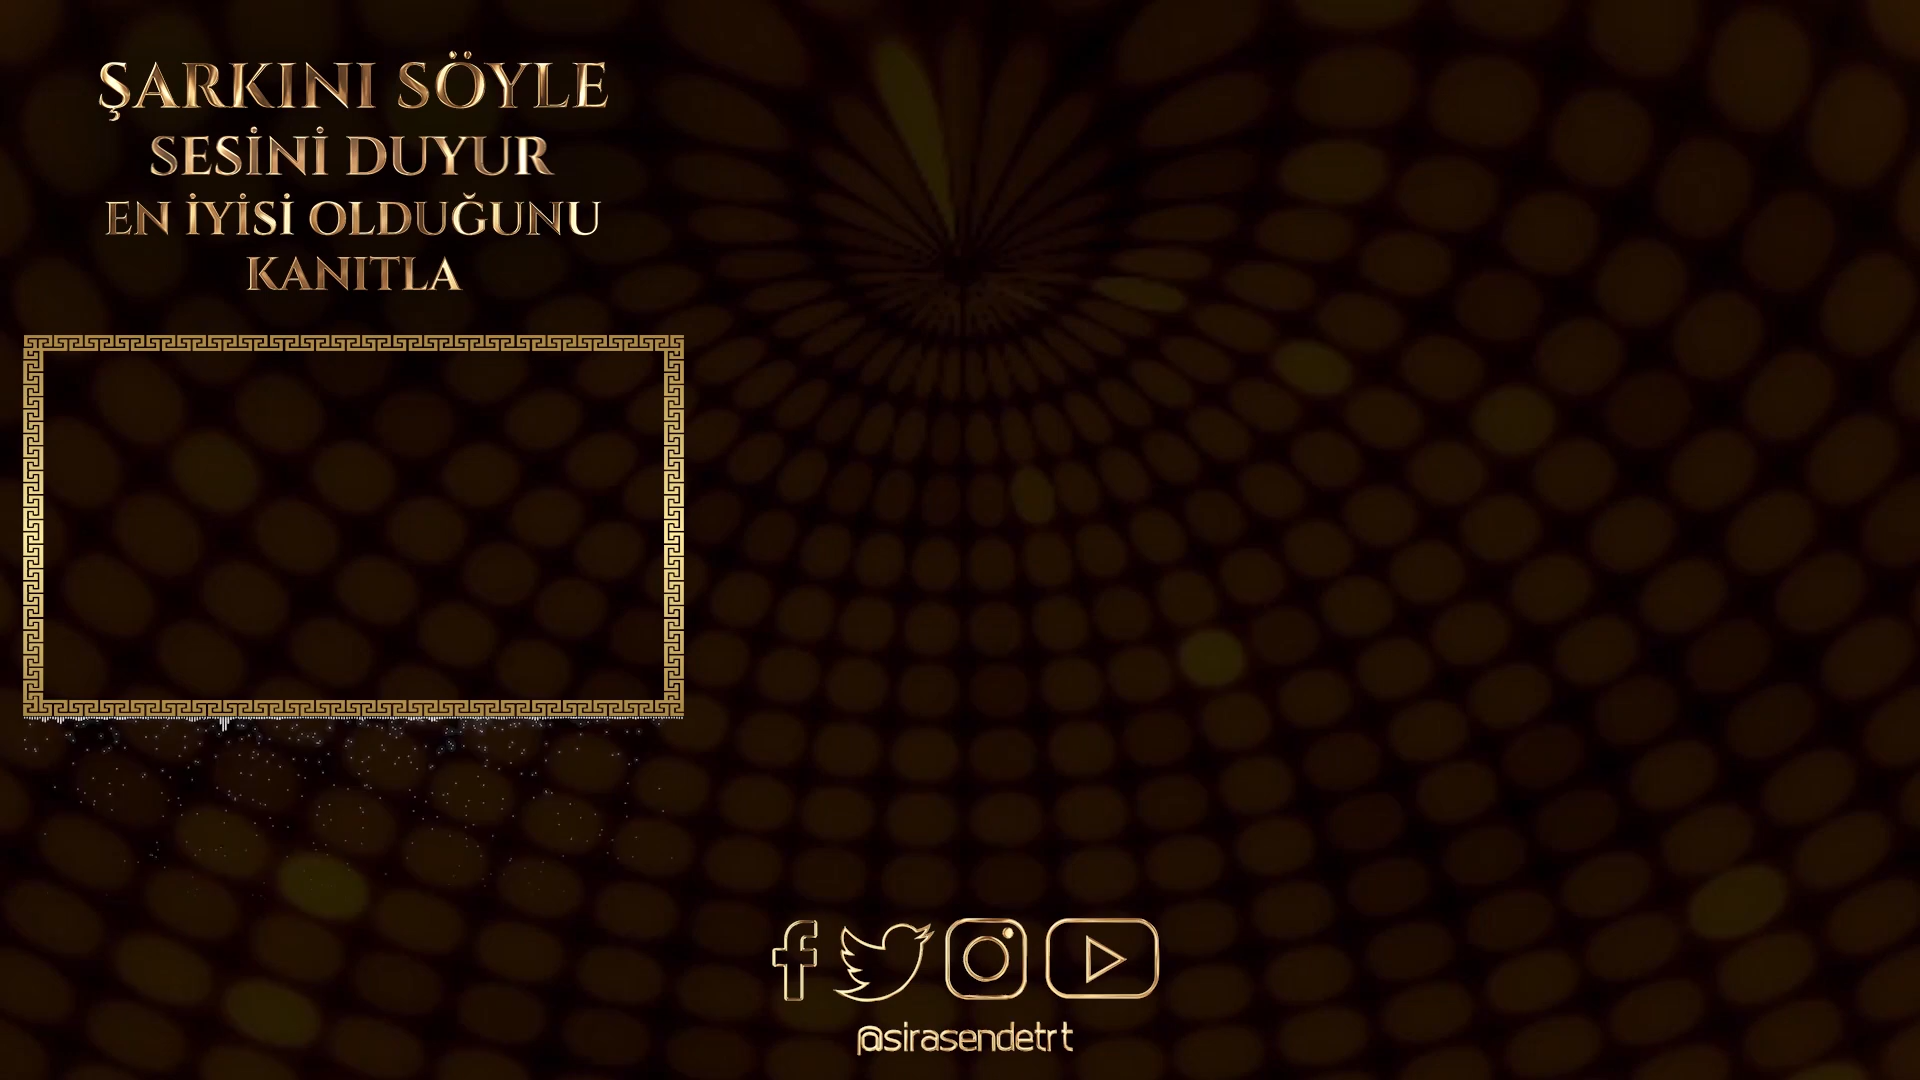 ŞARKINI SÖYLE
SESİNİ DUYUR
EN İYİSİ OLDUĞUNU
KANITLA
@sirasendetrt